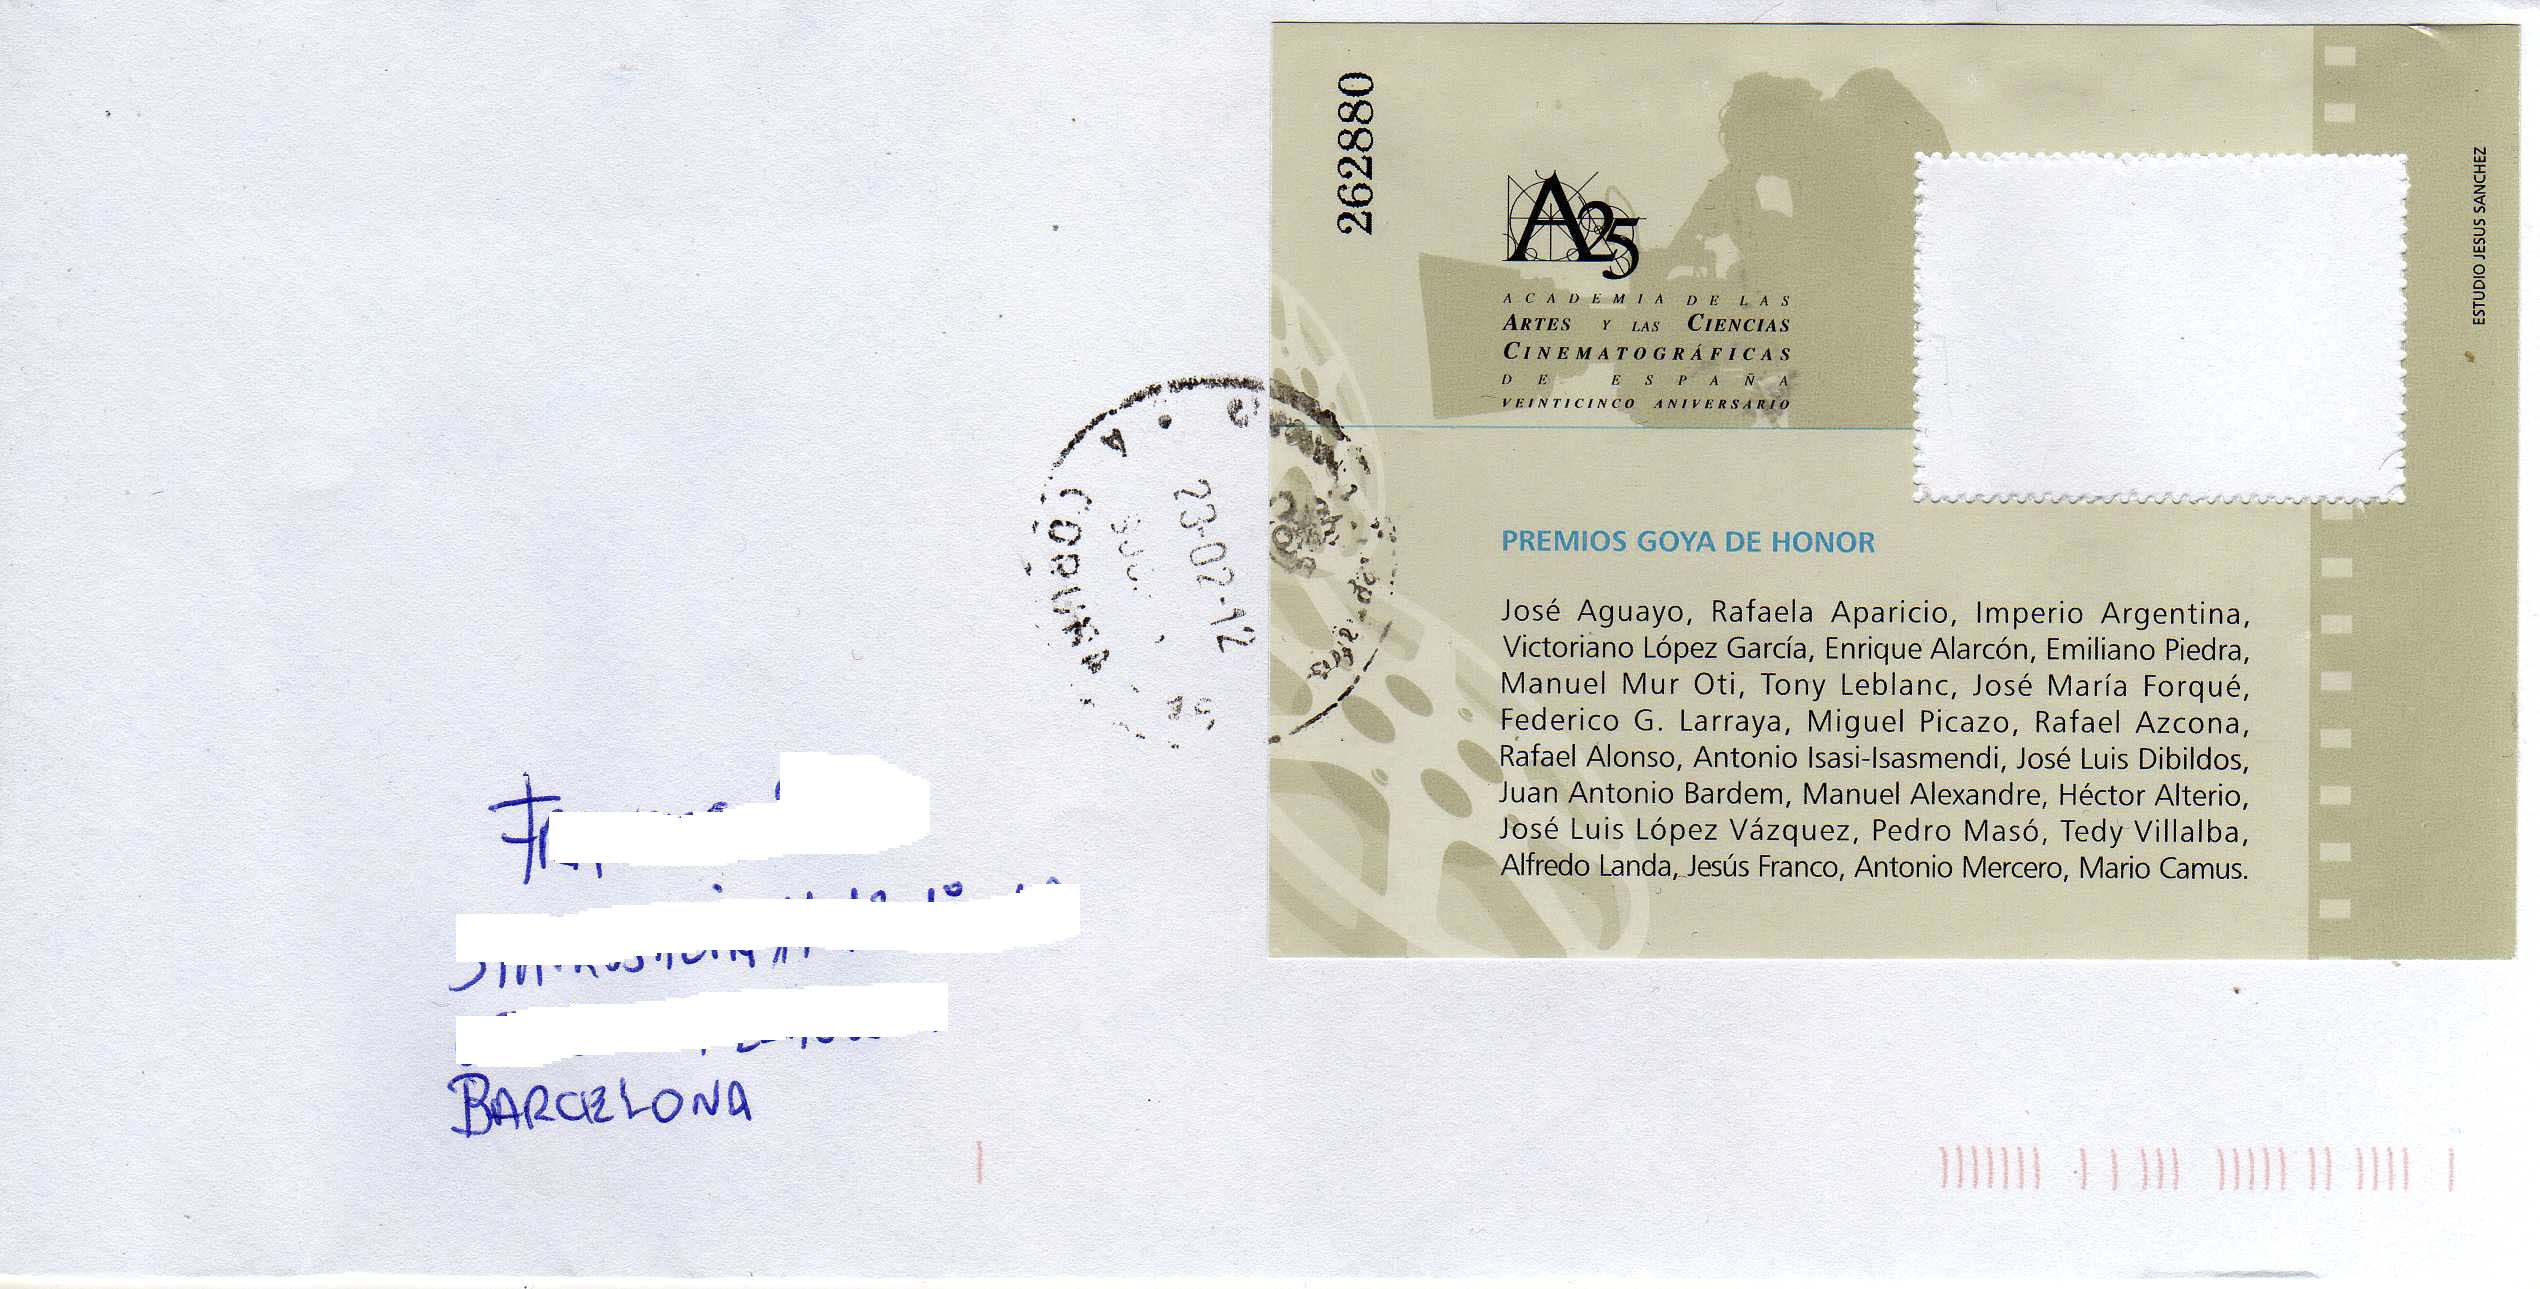 262880
A25
ACADEMIA DE LAS
ARTES Y LAS CIENCIAS
CINEMATOGRÁFICAS
DE ESPAÑA
VEINTICINCO ANIVERSARIO
ESTUDIO JESUS SANCHEZ
PREMIOS GOYA DE HONOR
José Aguayo, Rafaela Aparicio, Imperio Argentina,
Victoriano López García, Enrique Alarcón, Emiliano Piedra,
Manuel Mur Oti, Tony Leblanc, José María Forqué,
Federico G. Larraya, Miguel Picazo, Rafael Azcona,
Rafael Alonso, Antonio Isasi-Isasmendi, José Luis Dibildos,
Juan Antonio Bardem, Manuel Alexandre, Héctor Alterio,
José Luis López Vázquez, Pedro Masó, Tedy Villalba,
Alfredo Landa, Jesús Franco, Antonio Mercero, Mario Camus.
A CORUÑA
23-02-12
BARCELONA